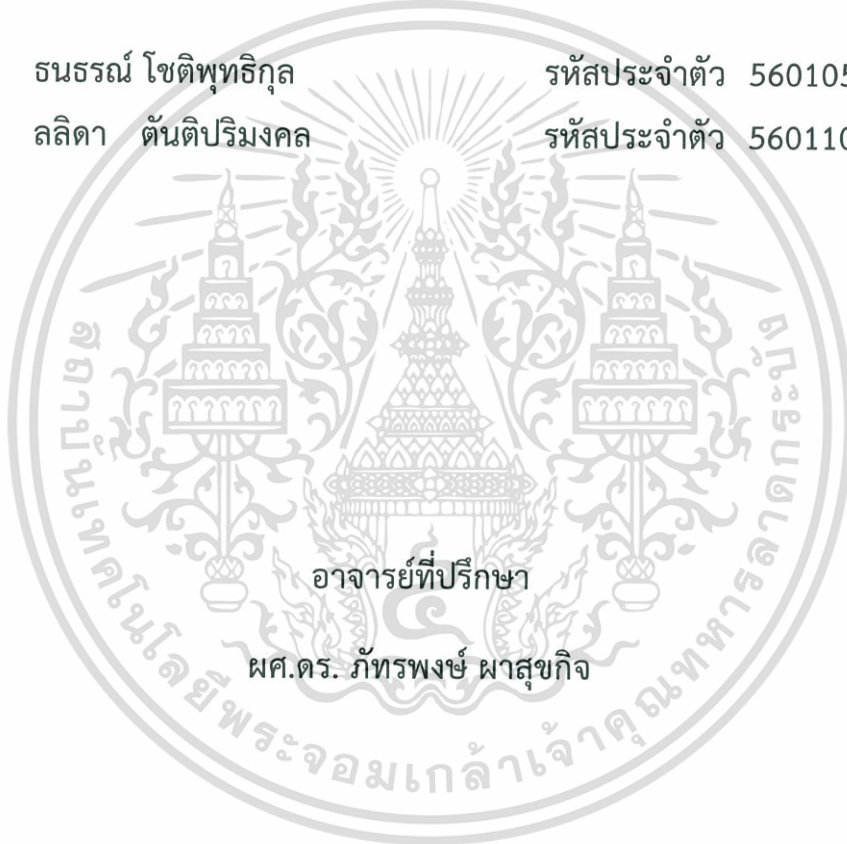 ธนธรณ์ โชติพุทธิกุล รหัสประจำตัว 560105
ลลิดา ตันติปริมงคล รหัสประจำตัว 560110
อาจารย์ที่ปรึกษา
ผศ.ดร. ภัทรพงษ์ ผาสุขกิจ
สถาบันเทคโนโลยีพระจอมเกล้าเจ้าคุณทหารลาดกระบัง